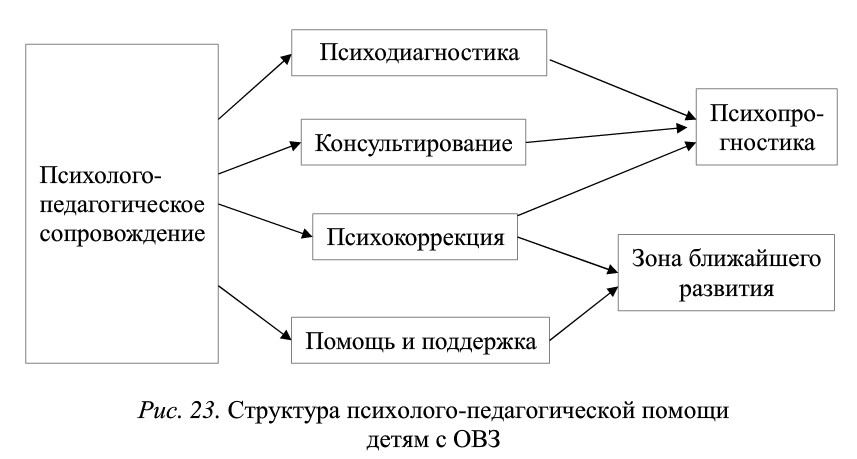 Психолого-
педагогическое
сопровождение
Психодиагностика
Консультирование
Психокоррекция
Помощь и поддержка
Психопро-
гностика
Зона ближайшего
развития
Рис. 23. Структура психолого-педагогической помощи
детям с ОВЗ